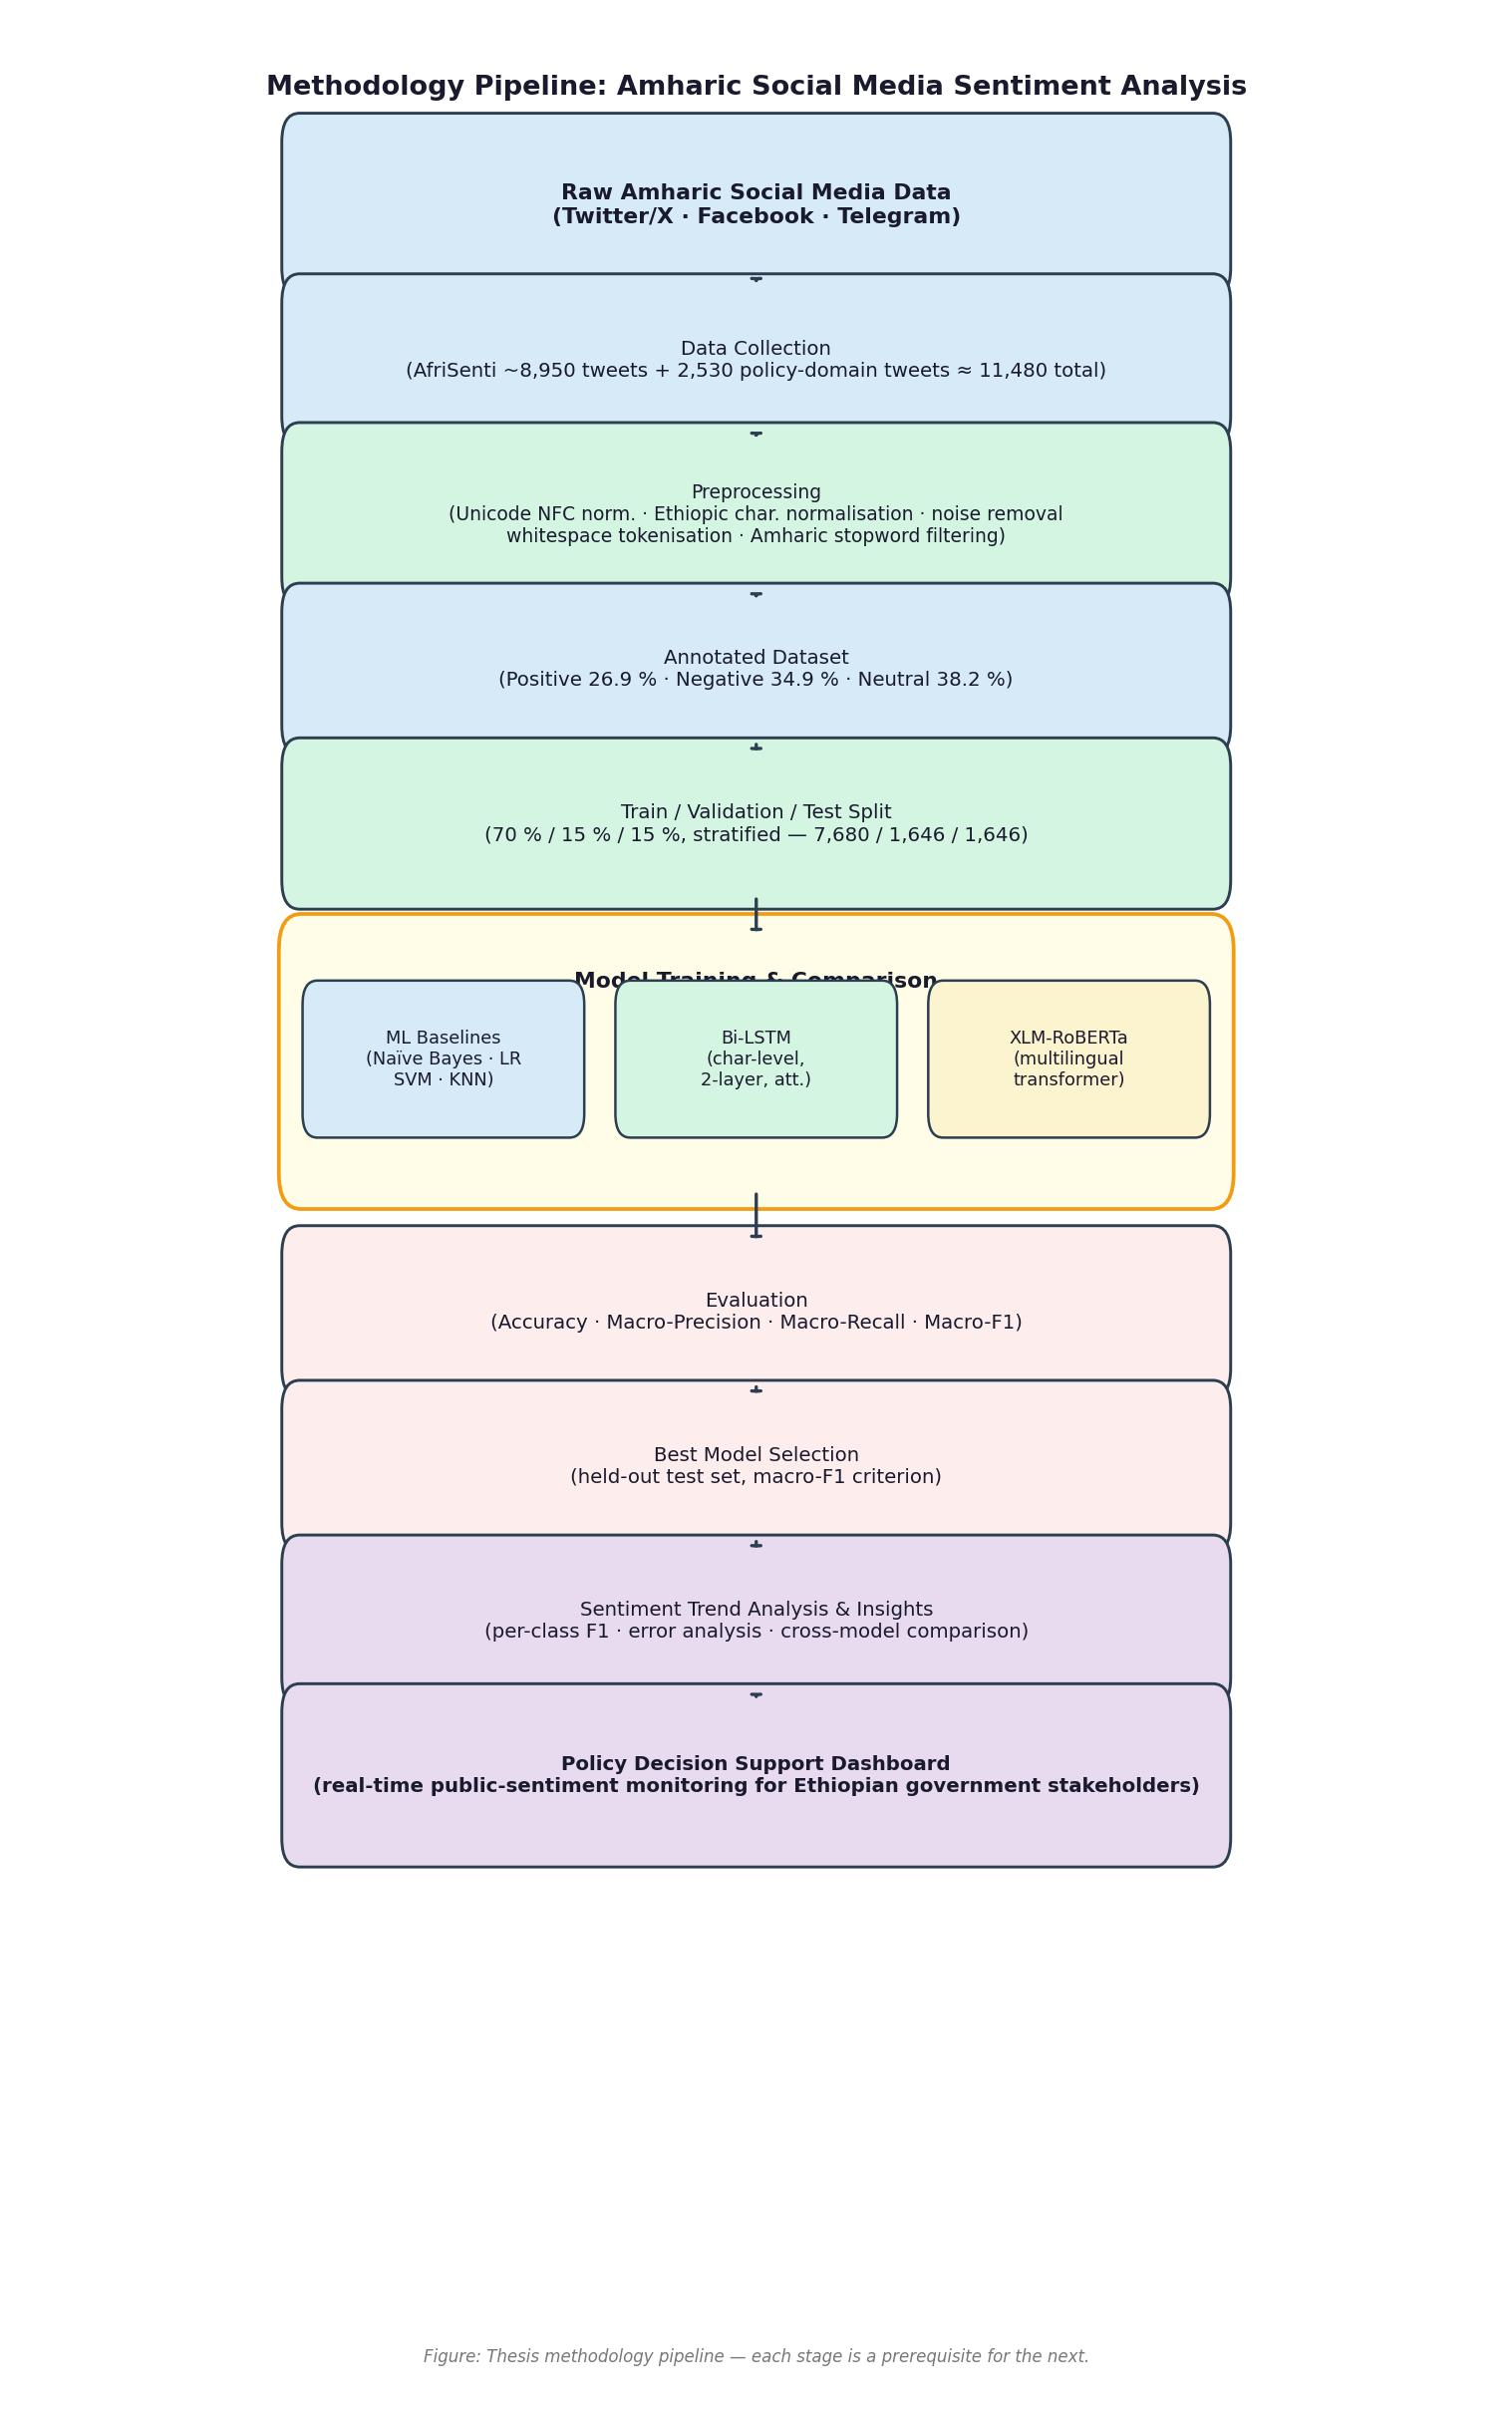 Methodology Pipeline: Amharic Social Media Sentiment Analysis
Raw Amharic Social Media Data
(Twitter/X · Facebook · Telegram)
Data Collection
(AfriSenti ~8,950 tweets + 2,530 policy-domain tweets ≈ 11,480 total)
Preprocessing
(Unicode NFC norm. · Ethiopic char. normalisation · noise removal
whitespace tokenisation · Amharic stopword filtering)
Annotated Dataset
(Positive 26.9 % · Negative 34.9 % · Neutral 38.2 %)
Train / Validation / Test Split
(70 % / 15 % / 15 %, stratified — 7,680 / 1,646 / 1,646)
Model Training & Comparison
ML Baselines
(Naïve Bayes · LR
SVM · KNN)
Bi-LSTM
(char-level,
2-layer, att.)
XLM-RoBERTa
(multilingual
transformer)
Evaluation
(Accuracy · Macro-Precision · Macro-Recall · Macro-F1)
Best Model Selection
(held-out test set, macro-F1 criterion)
Sentiment Trend Analysis & Insights
(per-class F1 · error analysis · cross-model comparison)
Policy Decision Support Dashboard
(real-time public-sentiment monitoring for Ethiopian government stakeholders)
Figure: Thesis methodology pipeline — each stage is a prerequisite for the next.